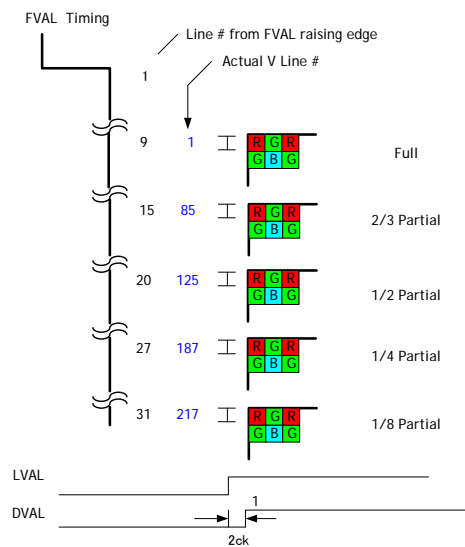 FVAL Timing
Line # from FVAL raising edge
Actual V Line #
1
9 1 R G R Full
G B G
15 85 R G R 2/3 Partial
G B G
20 125 R G R 1/2 Partial
G B G
27 187 R G R 1/4 Partial
G B G
31 217 R G R 1/8 Partial
G B G
LVAL
DVAL 1
2ck